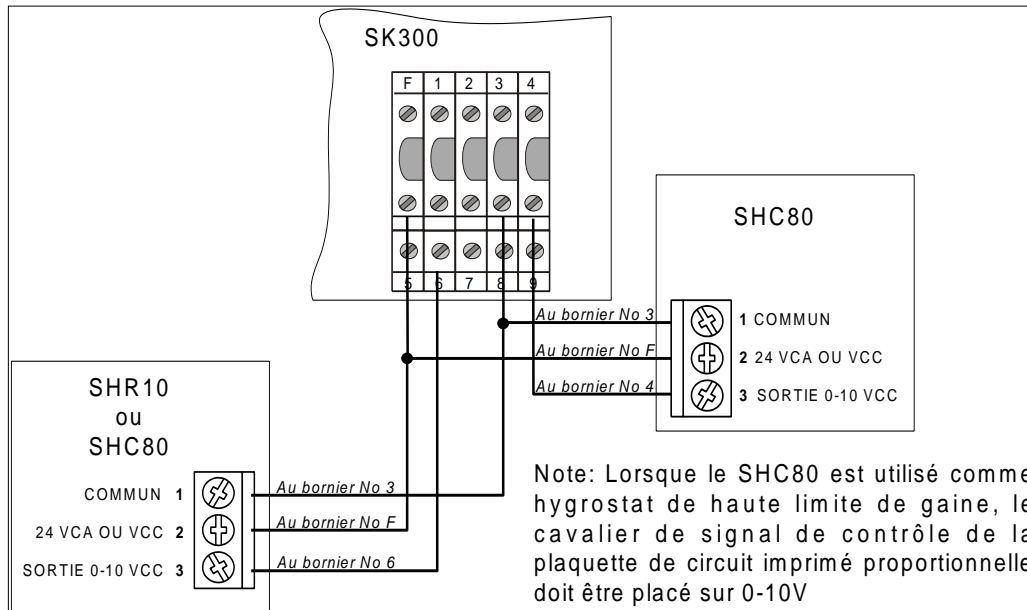 SK300
F 1 2 3 4
5 6 7 8 9
SHC80
Au bornier No 3
1 COMMUN
Au bornier No F
2 24 VCA OU VCC
Au bornier No 4
3 SORTIE 0-10 VCC
SHR10
ou
SHC80
COMMUN 1
Au bornier No 3
24 VCA OU VCC 2
Au bornier No F
SORTIE 0-10 VCC 3
Au bornier No 6
Note: Lorsque le SHC80 est utilisé comme
hygrostat de haute limite de gaine, le
cavalier de signal de contrôle de la
plaquette de circuit imprimé proportionnelle
doit être placé sur 0-10V